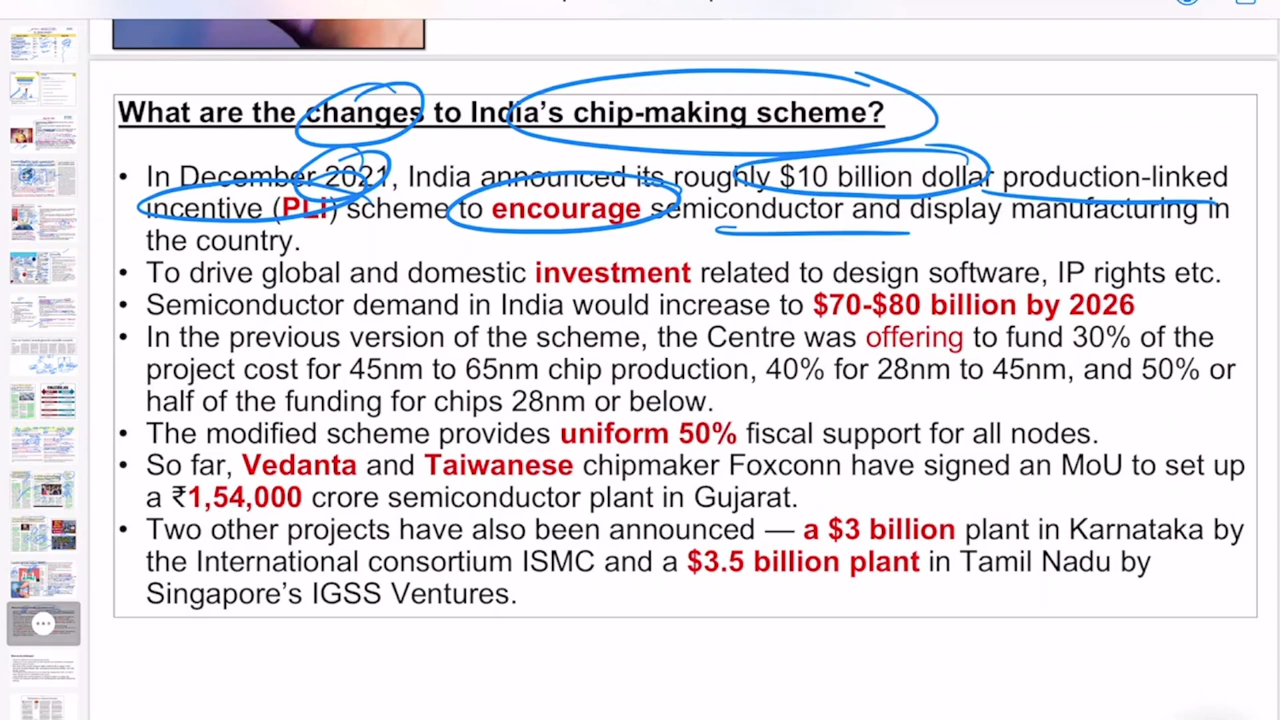 What are the changes to India’s chip-making scheme?
• In December 2021, India announced its roughly $10 billion dollar production-linked
incentive (PLI) scheme to encourage semiconductor and display manufacturing in
the country.
• To drive global and domestic investment related to design software, IP rights etc.
• Semiconductor demand in India would increase to $70-$80 billion by 2026
• In the previous version of the scheme, the Centre was offering to fund 30% of the
project cost for 45nm to 65nm chip production, 40% for 28nm to 45nm, and 50% or
half of the funding for chips 28nm or below.
• The modified scheme provides uniform 50% fiscal support for all nodes.
• So far, Vedanta and Taiwanese chipmaker Foxconn have signed an MoU to set up
a ₹1,54,000 crore semiconductor plant in Gujarat.
• Two other projects have also been announced — a $3 billion plant in Karnataka by
the International consortium ISMC and a $3.5 billion plant in Tamil Nadu by
Singapore’s IGSS Ventures.